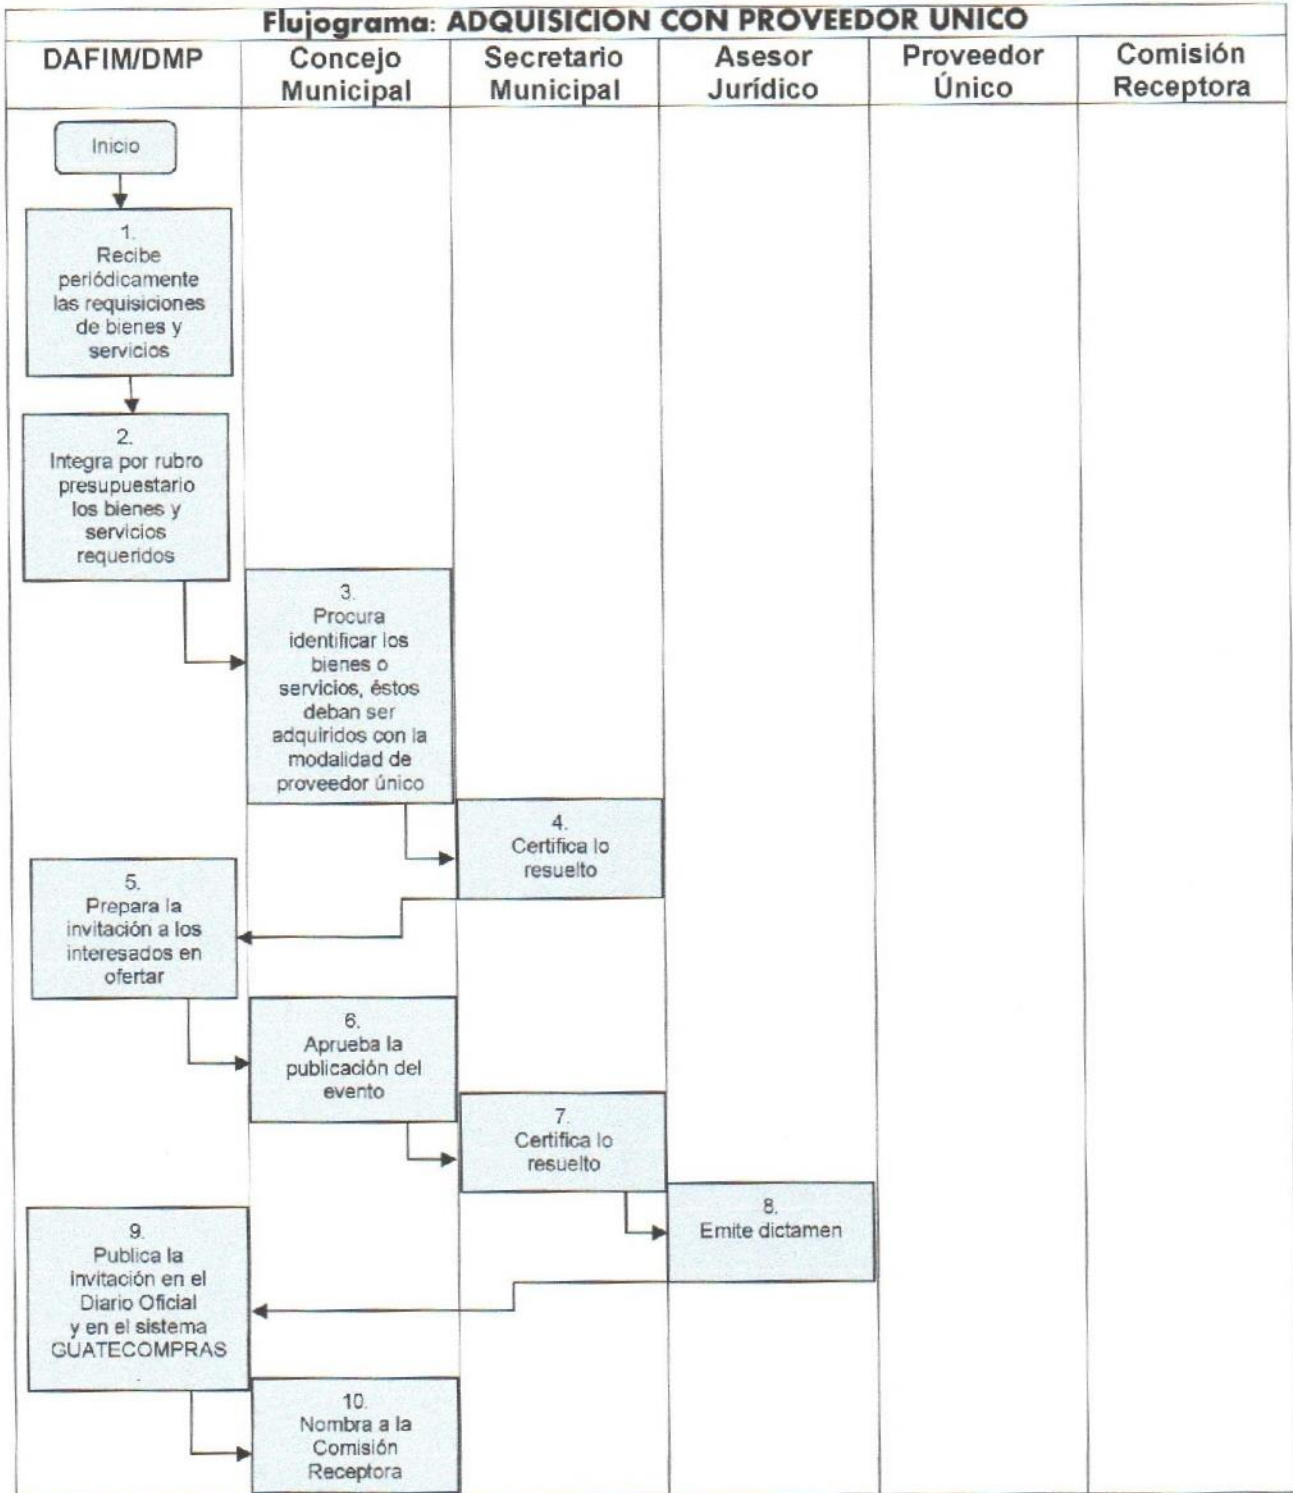 Flujograma: ADQUISICION CON PROVEEDOR UNICO
DAFIM/DMP
Concejo
Municipal
Secretario
Municipal
Asesor
Jurídico
Proveedor
Único
Comisión
Receptora
Inicio
1.
Recibe
periódicamente
las requisiciones
de bienes y
servicios
2.
Integra por rubro
presupuestario
los bienes y
servicios
requeridos
3.
Procura
identificar los
bienes o
servicios, éstos
deban ser
adquiridos con la
modalidad de
proveedor único
4.
Certifica lo
resuelto
5.
Prepara la
invitación a los
interesados en
ofertar
6.
Aprueba la
publicación del
evento
7.
Certifica lo
resuelto
8.
Emite dictamen
9.
Publica la
invitación en el
Diario Oficial
y en el sistema
GUATECOMPRAS
.
10.
Nombra a la
Comisión
Receptora